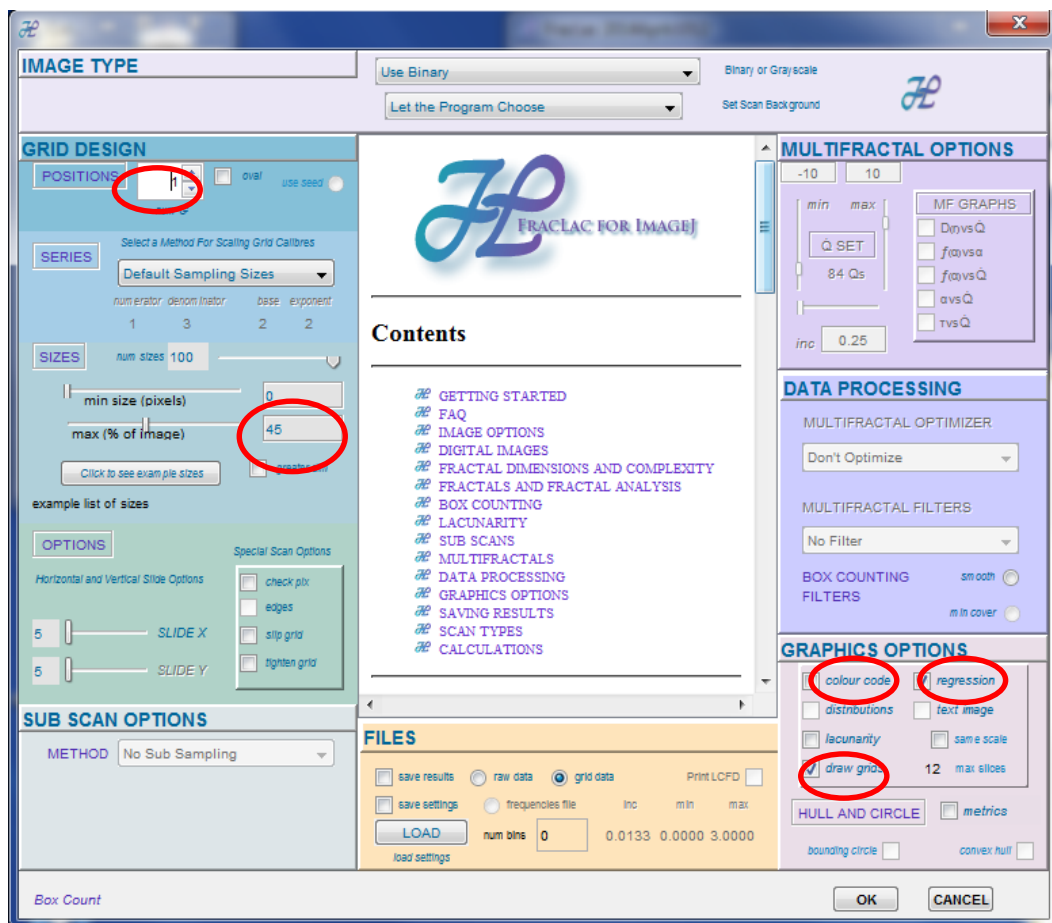 IMAGE TYPE
Use Binary
Binary or Grayscale
Let the Program Choose
Set Scan Background
GRID DESIGN
POSITIONS
1
oval
use seed
SERIES
Select a Method For Scaling Grid Calibres
Default Sampling Sizes
numerator denominator base exponent
1 3 2 2
SIZES
num sizes 100
min size (pixels)
0
max (% of image)
45
Click to see example sizes
example list of sizes
OPTIONS
Special Scan Options
Horizontal and Vertical Slide Options
check pix
edges
5 SLIDE X
slip grid
5 SLIDE Y
tighten grid
SUB SCAN OPTIONS
METHOD No Sub Sampling
FRACLAC FOR IMAGEJ
Contents
GETTING STARTED
FAQ
IMAGE OPTIONS
DIGITAL IMAGES
FRACTAL DIMENSIONS AND COMPLEXITY
FRACTALS AND FRACTAL ANALYSIS
BOX COUNTING
LACUNARITY
SUB SCANS
MULTIFRACTALS
DATA PROCESSING
GRAPHICS OPTIONS
SAVING RESULTS
SCAN TYPES
CALCULATIONS
FILES
save results raw data grid data Print LCFD
save settings frequencies file inc min max
LOAD num bins 0 0.0133 0.0000 3.0000
load settings
MULTIFRACTAL OPTIONS
-10 10
min max
MF GRAPHS
Q SET
84 Qs
inc 0.25
DATA PROCESSING
MULTIFRACTAL OPTIMIZER
Don't Optimize
MULTIFRACTAL FILTERS
No Filter
BOX COUNTING
FILTERS
smooth
min cover
GRAPHICS OPTIONS
colour code regression
distributions text image
lacunarity same scale
draw grids 12 max slices
HULL AND CIRCLE metrics
bounding circle convex hull
Box Count
OK CANCEL